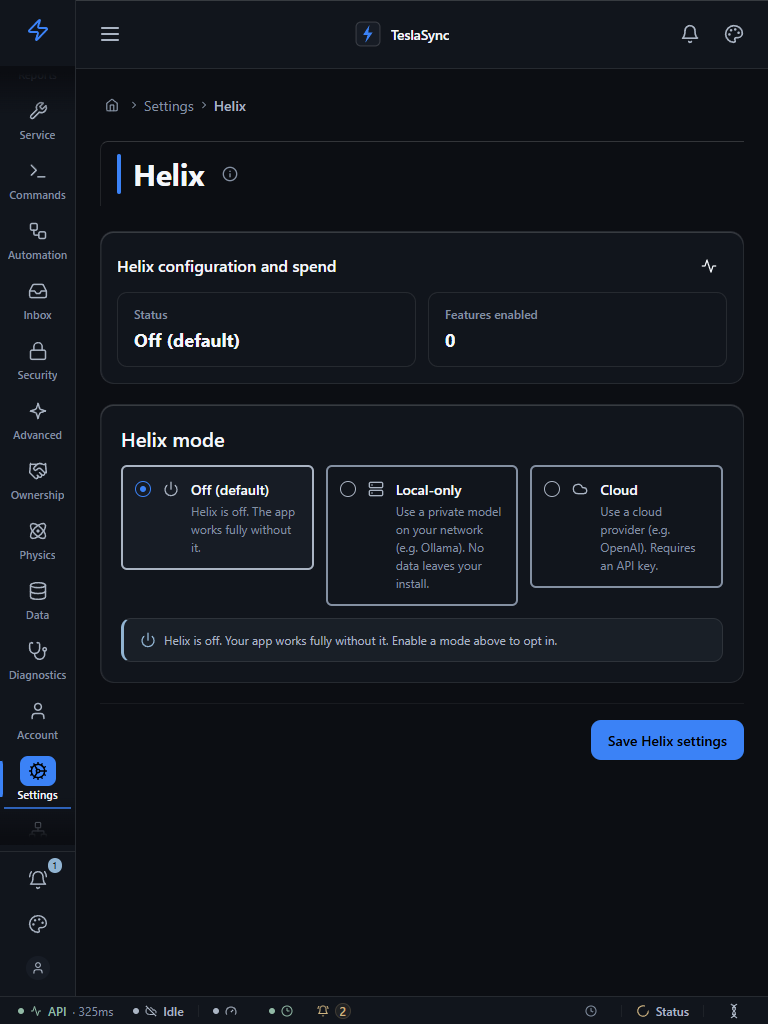 TeslaSync
Reports
Service
Commands
Automation
Inbox
Security
Advanced
Ownership
Physics
Data
Diagnostics
Account
Settings
1
Settings
Helix
Helix
Helix configuration and spend
Status
Off (default)
Features enabled
0
Helix mode
Off (default)
Helix is off. The app
works fully without
it.
Local-only
Use a private model
on your network
(e.g. Ollama). No
data leaves your
install.
Cloud
Use a cloud
provider (e.g.
OpenAI). Requires
an API key.
Helix is off. Your app works fully without it. Enable a mode above to opt in.
Save Helix settings
API · 325ms
Idle
2
Status